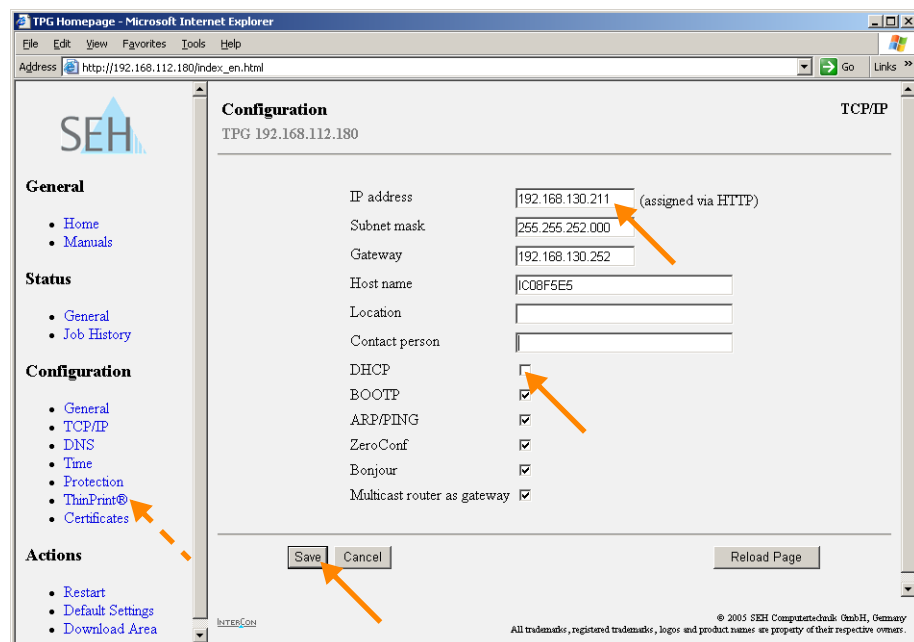 TPG Homepage - Microsoft Internet Explorer
File Edit View Favorites Tools Help
Address http://192.168.112.180/index_en.html Go Links »
SEH
General
Home
Manuals
Status
General
Job History
Configuration
General
TCP/IP
DNS
Time
Protection
ThinPrint®
Certificates
Actions
Restart
Default Settings
Download Area
Configuration TCP/IP
TPG 192.168.112.180
IP address 192.168.130.211 (assigned via HTTP)
Subnet mask 255.255.252.000
Gateway 192.168.130.252
Host name IC08F5E5
Location
Contact person
DHCP
BOOTP
ARP/PING
ZeroConf
Bonjour
Multicast router as gateway
Save Cancel Reload Page
INTERCON
© 2005 SEH Computertechnik GmbH, Germany
All trademarks, registered trademarks, logos and product names are property of their respective owners.